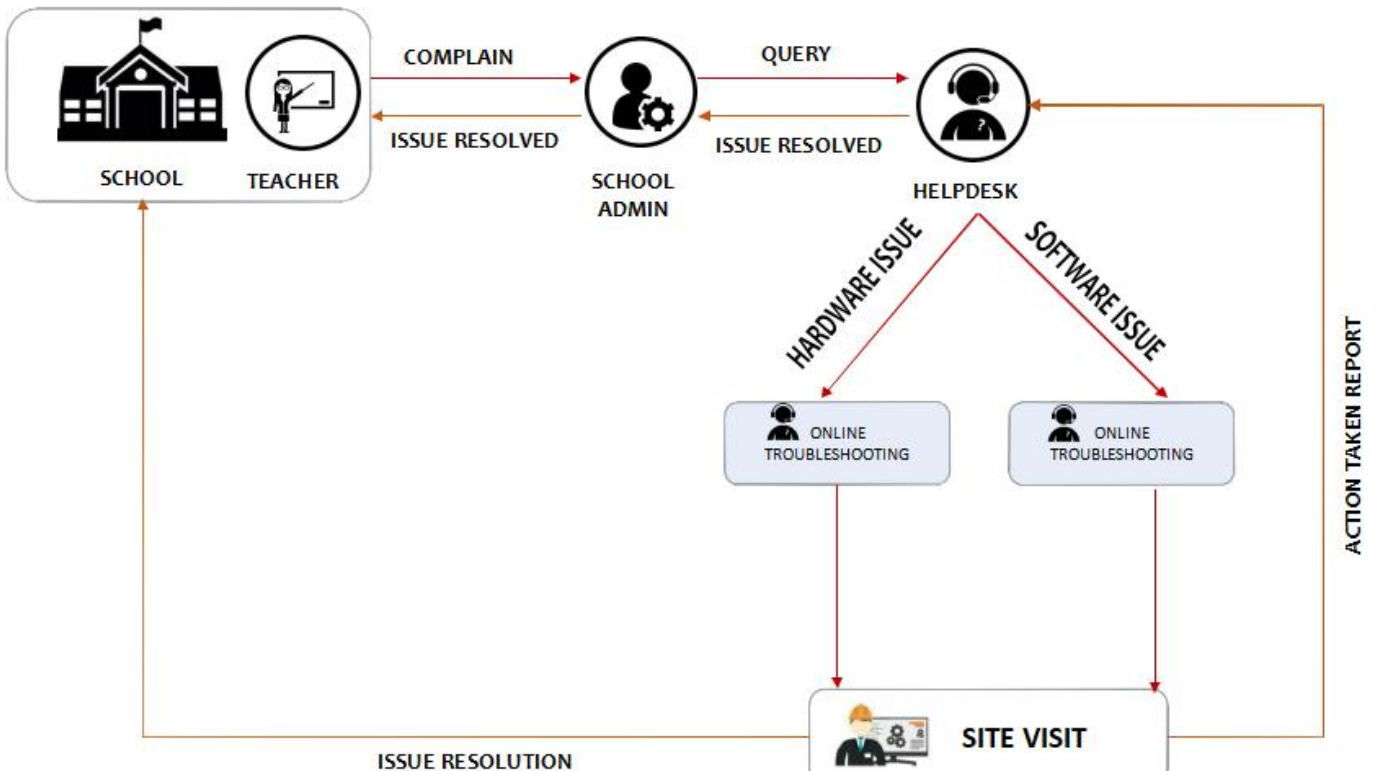 COMPLAIN
QUERY
ISSUE RESOLVED
ISSUE RESOLVED
SCHOOL
TEACHER
SCHOOL
ADMIN
HELPDESK
HARDWARE ISSUE
SOFTWARE ISSUE
ONLINE
TROUBLESHOOTING
ONLINE
TROUBLESHOOTING
ACTION TAKEN REPORT
SITE VISIT
ISSUE RESOLUTION